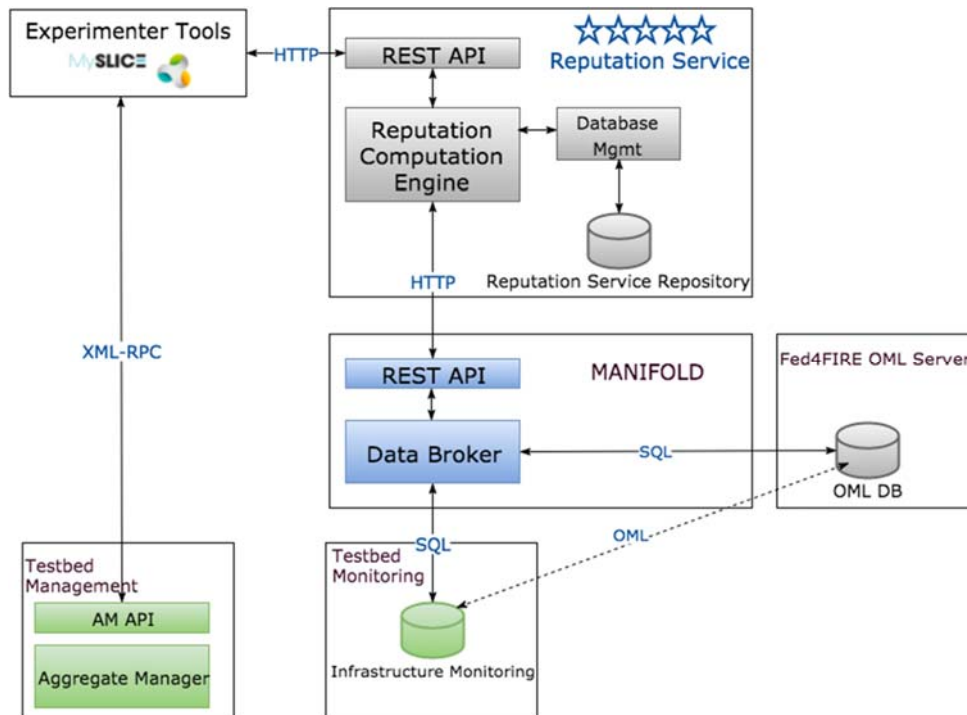 Experimenter Tools
MySLICE
HTTP
REST API
Reputation Service
Reputation
Computation
Engine
Database
Mgmt
Reputation Service Repository
HTTP
XML-RPC
REST API
MANIFOLD
Data Broker
SQL
Fed4FIRE OML Server
OML DB
OML
SQL
Testbed
Management
AM API
Aggregate Manager
Testbed
Monitoring
Infrastructure Monitoring